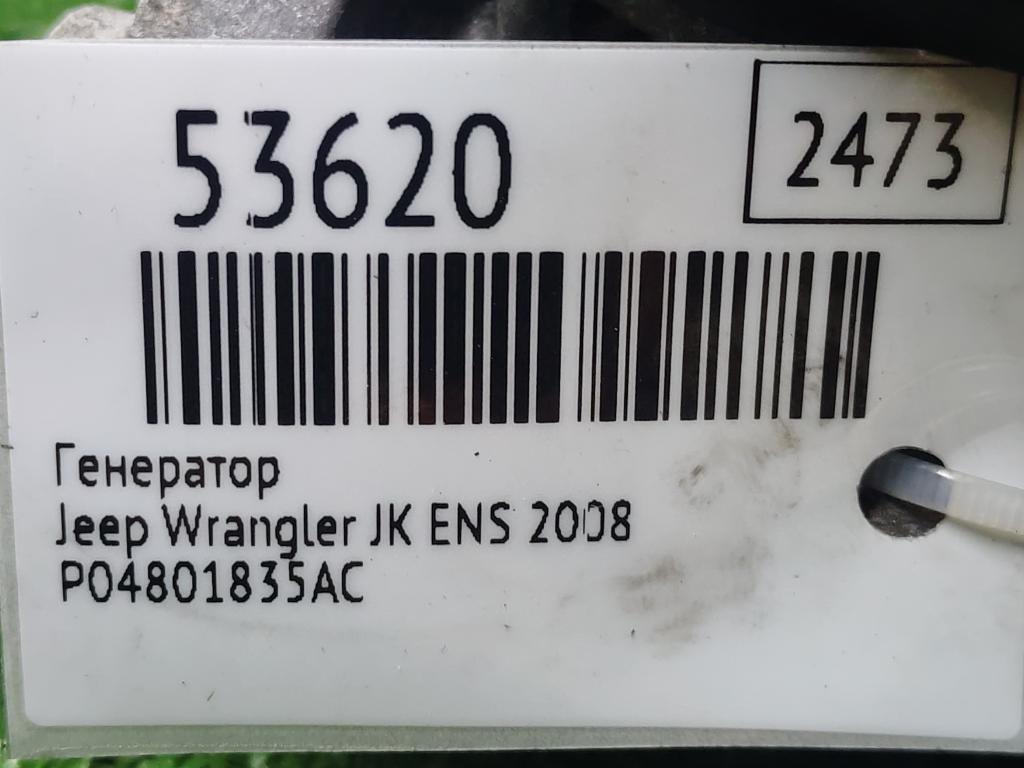 53620
2473
Генератор
Jeep Wrangler JK ENS 2008
P04801835AC